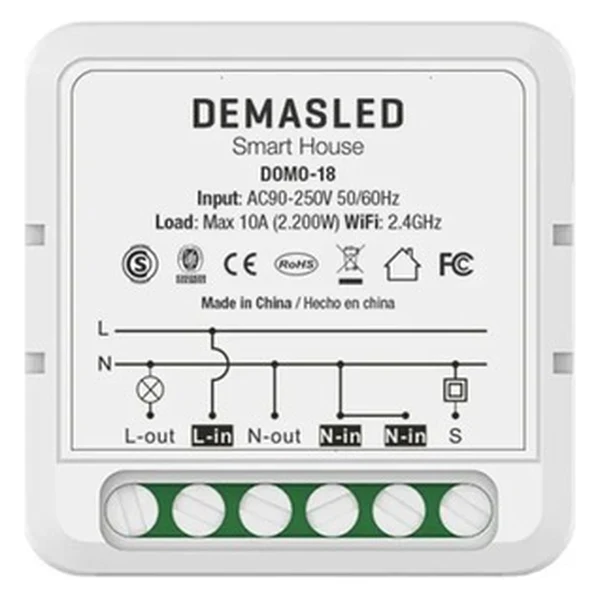 DEMASLED
Smart House
DOMO-18
Input: AC90-250V 50/60Hz
Load: Max 10A (2.200W) WiFi: 2.4GHz
S CE RoHS FC
Made in China / Hecho en china
L
N
L-out L-in N-out N-in N-in S